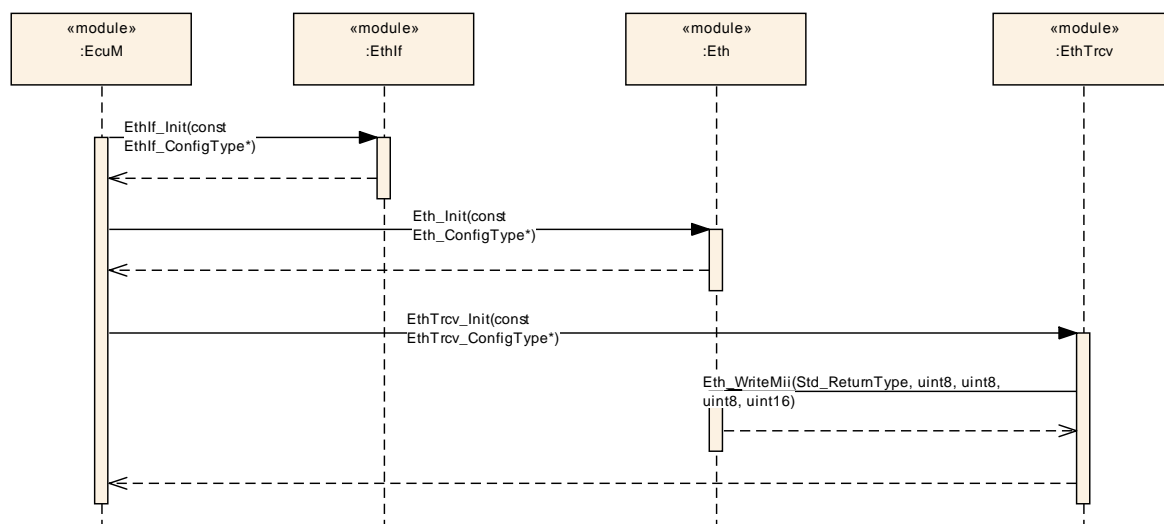 «module»
:EcuM
«module»
:EthIf
«module»
:Eth
«module»
:EthTrcv
EthIf_Init(const
EthIf_ConfigType*)
Eth_Init(const
Eth_ConfigType*)
EthTrcv_Init(const
EthTrcv_ConfigType*)
Eth_WriteMii(Std_ReturnType, uint8, uint8,
uint8, uint16)